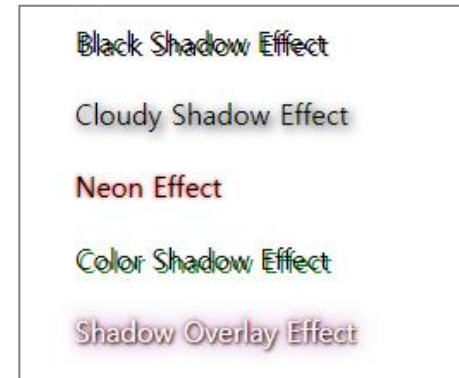 Black Shadow Effect
Cloudy Shadow Effect
Neon Effect
Color Shadow Effect
Shadow Overlay Effect